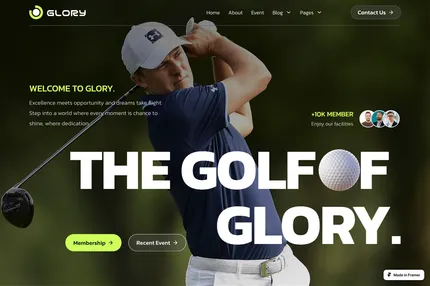 GLORY
Home About Event Blog Pages
Contact Us →
WELCOME TO GLORY.
Excellence meets opportunity and dreams take flight
Step into a world where every moment is chance to
shine, where dedication
+10K MEMBER
Enjoy our facilities
THE GOLF OF
GLORY.
Membership →
Recent Event →
Made in Framer